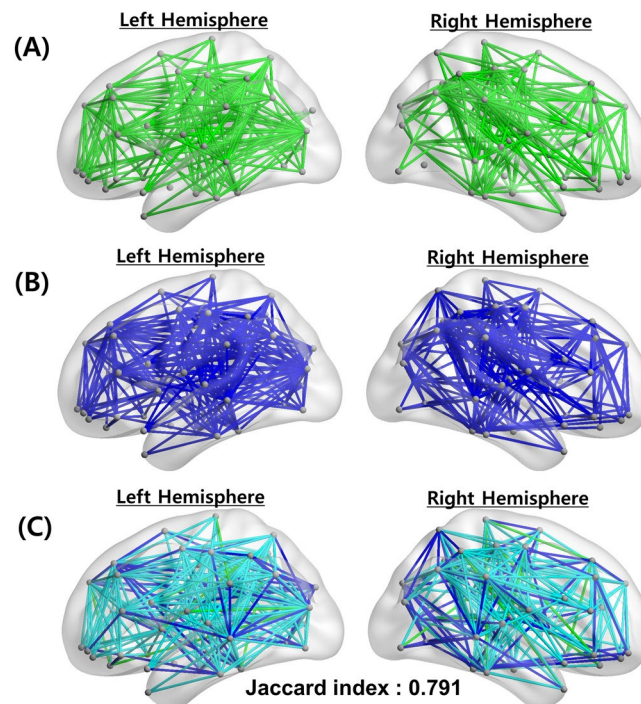 Left Hemisphere Right Hemisphere
(A)
Left Hemisphere Right Hemisphere
(B)
Left Hemisphere Right Hemisphere
(C)
Jaccard index : 0.791